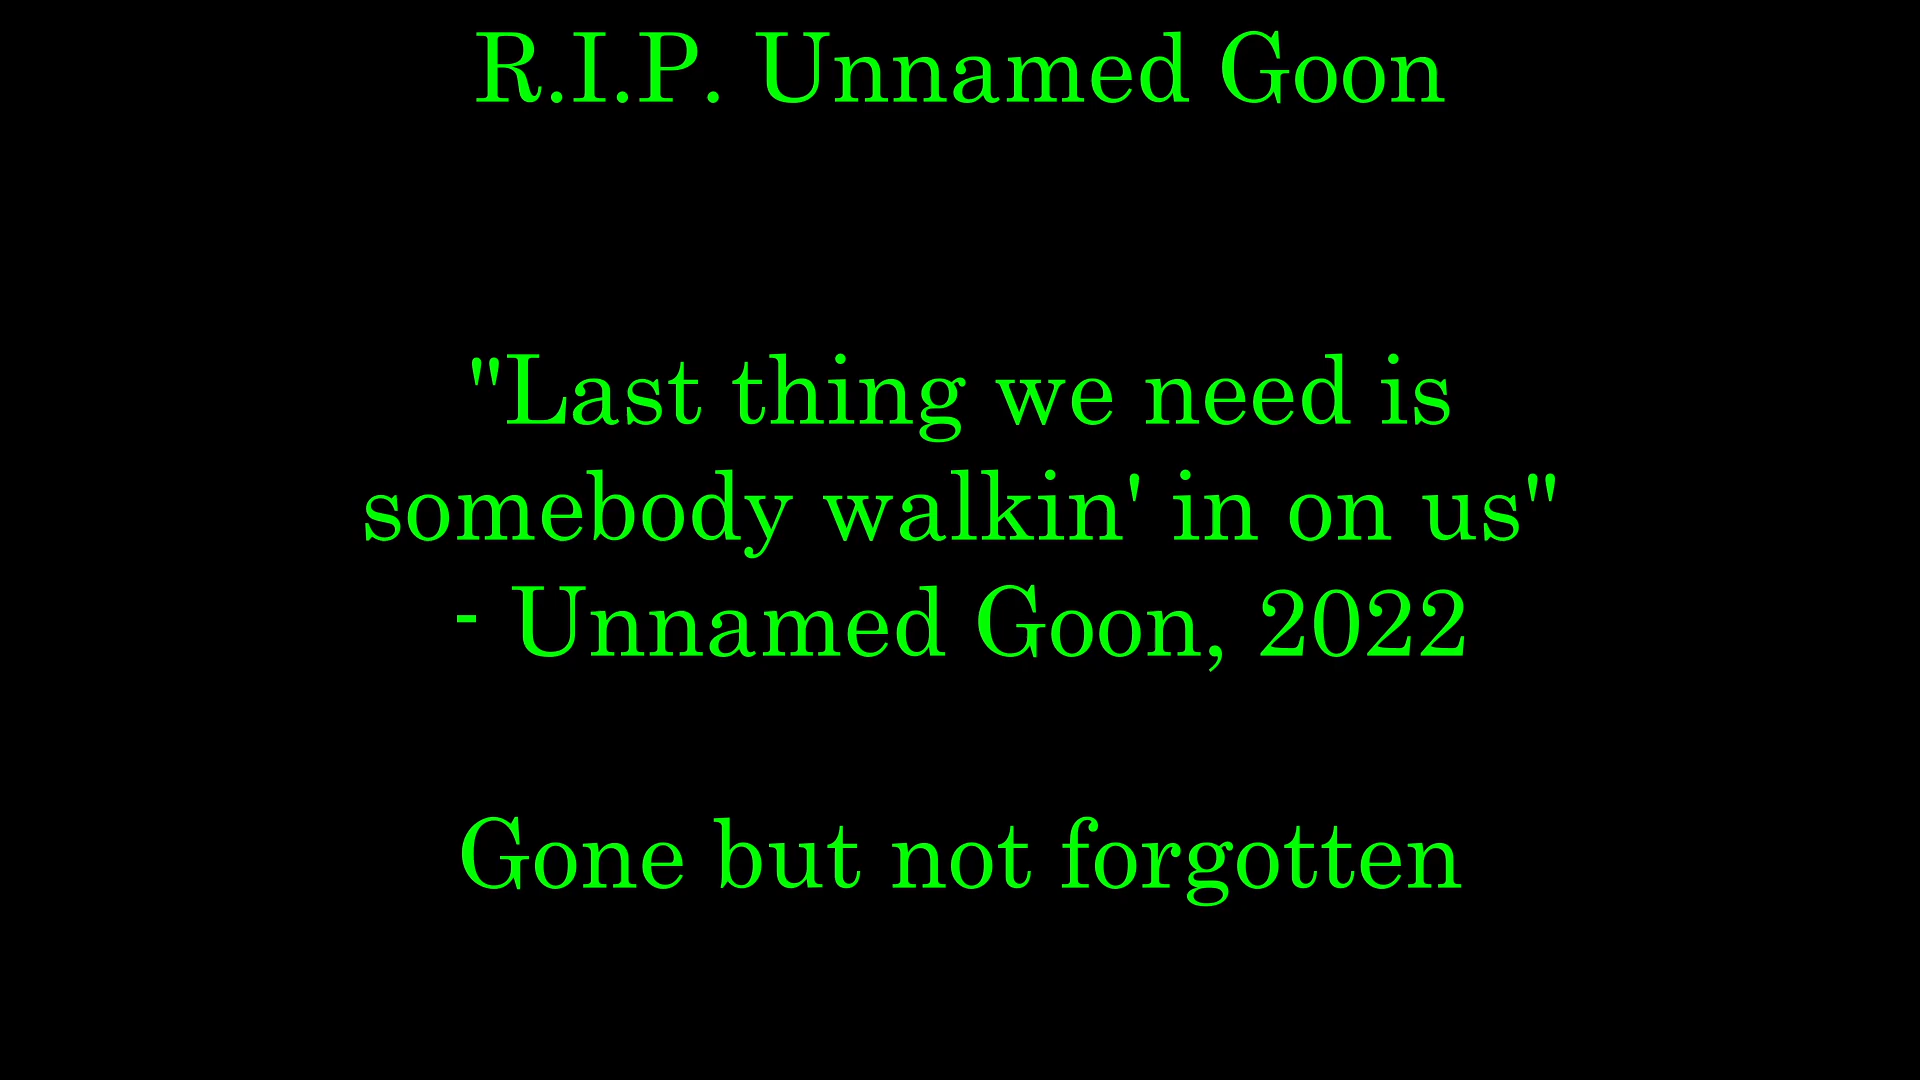 R.I.P. Unnamed Goon
"Last thing we need is
somebody walkin' in on us"
- Unnamed Goon, 2022
Gone but not forgotten